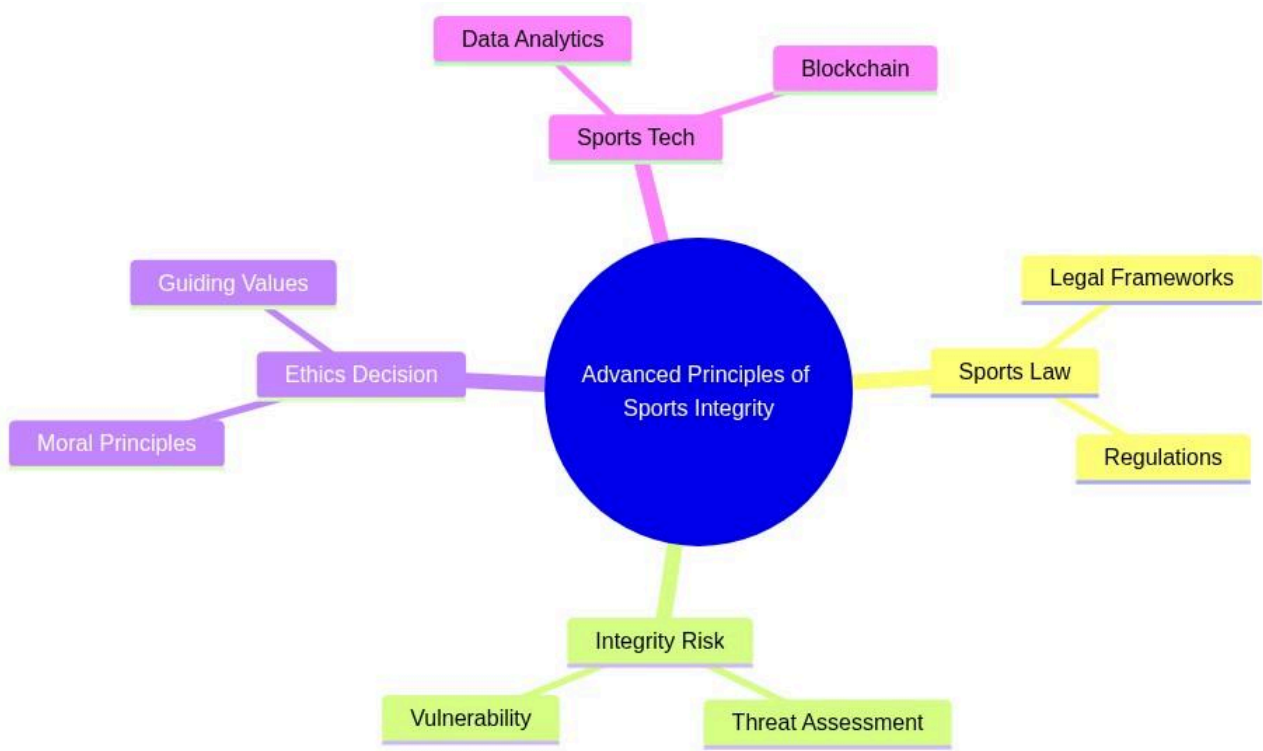 Data Analytics
Blockchain
Sports Tech
Guiding Values
Legal Frameworks
Ethics Decision
Advanced Principles of
Sports Integrity
Sports Law
Moral Principles
Regulations
Integrity Risk
Vulnerability
Threat Assessment